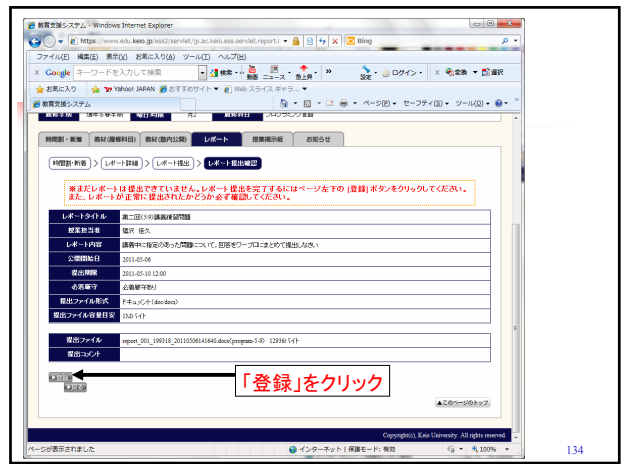 教育支援システム - Windows Internet Explorer
https://www.edu.keio.jp/ess2/servlet/jp.ac.keio.ess.servlet.report.l
Bing
ファイル(F) 編集(E) 表示(V) お気に入り(A) ツール(T) ヘルプ(H)
Google キーワードを入力して検索 検索 動画 ニュース 急上昇 » 設定 ログイン × 変換 選択
お気に入り Yahoo! JAPAN おすすめサイト Web スライス ギャラ...
教育支援システム ページ(P) セーフティ(S) ツール(O) »
時間割・新着 教材(履修科目) 教材(塾内公開) レポート 授業掲示板 お知らせ
時間割・新着 > レポート詳細 > レポート提出 > レポート提出確認
※まだレポートは提出できていません。レポート提出を完了するにはページ左下の [登録] ボタンをクリックしてください。
また、レポートが正常に提出されたかどうか必ず確認してください。
レポートタイトル 第二回(5/9)講義練習問題
授業担当者 篠沢 佳久
レポート内容 講義中に指定のあった問題について、回答をワープロにまとめて提出しなさい
公開開始日 2011-05-06
提出期限 2011-05-10 12:00
必着厳守 必着厳守あり
提出ファイル形式 ドキュメント(doc/docx)
提出ファイル容量目安 1Mバイト
提出ファイル report_001_199318_20110506141640.docx(program-5-9) 12936バイト
提出コメント
登録
戻る
「登録」をクリック
▲このページのトップ
Copyright(c), Keio University. All rights reserved.
ページが表示されました インターネット | 保護モード: 有効 100%
134